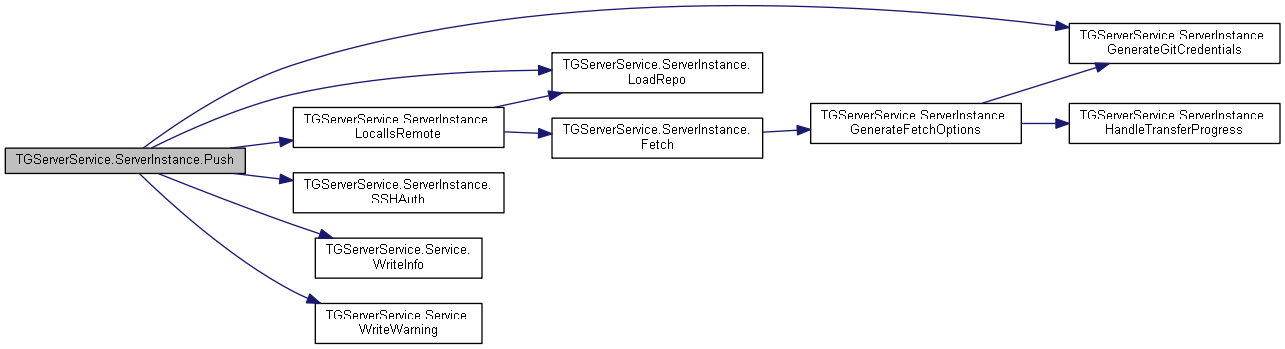 TGServerService.ServerInstance.
GenerateGitCredentials
TGServerService.ServerInstance.
LoadRepo
TGServerService.ServerInstance.
GenerateFetchOptions
TGServerService.ServerInstance.
HandleTransferProgress
TGServerService.ServerInstance.
LocalIsRemote
TGServerService.ServerInstance.
Fetch
TGServerService.ServerInstance.Push
TGServerService.ServerInstance.
SSHAuth
TGServerService.Service.
WriteInfo
TGServerService.Service.
WriteWarning